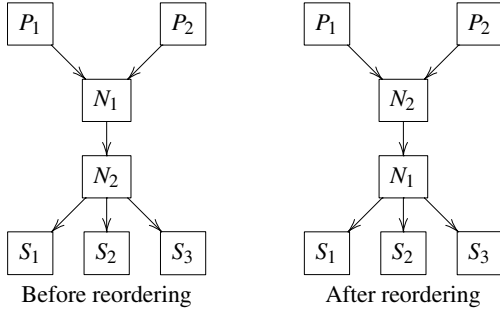 P₁ P₂ P₁ P₂
N₁ N₂
N₂ N₁
S₁ S₂ S₃ S₁ S₂ S₃
Before reordering After reordering